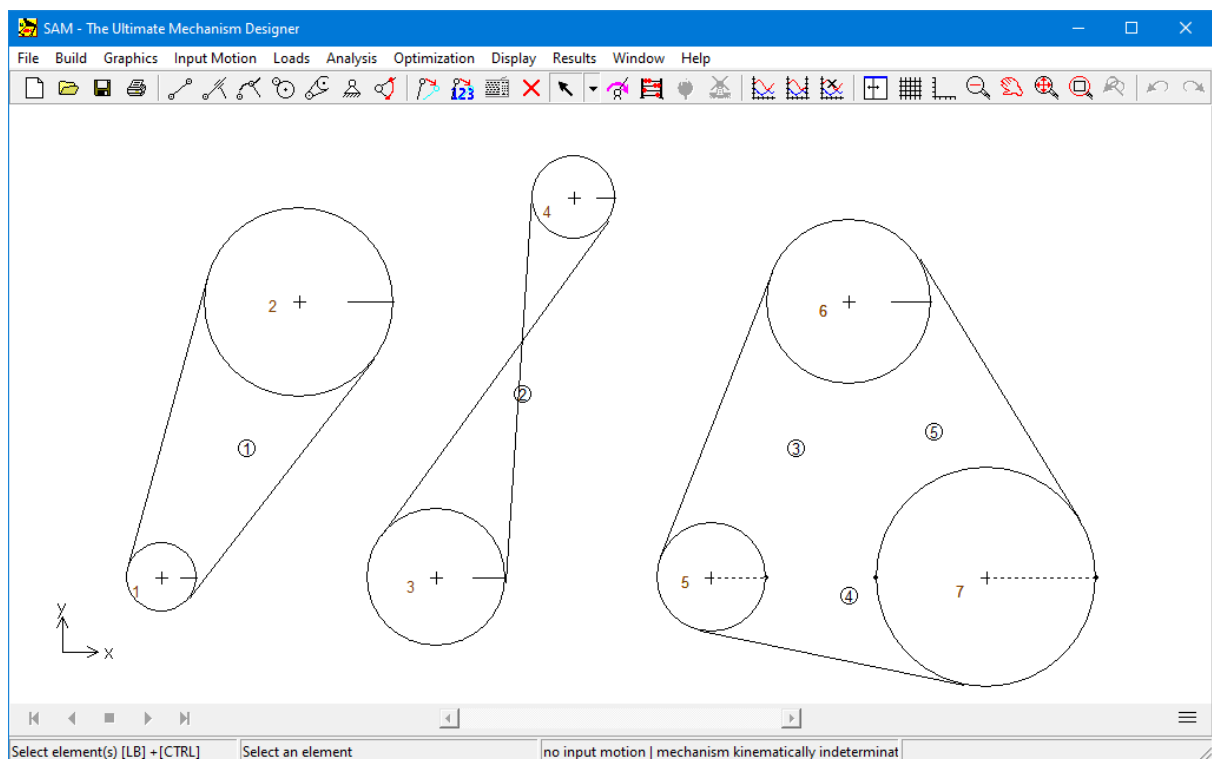 SAM - The Ultimate Mechanism Designer
File Build Graphics Input Motion Loads Analysis Optimization Display Results Window Help
123
4
2
6
2
1
3
5
1
3
5
7
4
y
x
Select element(s) [LB] +[CTRL] Select an element no input motion | mechanism kinematically indeterminat